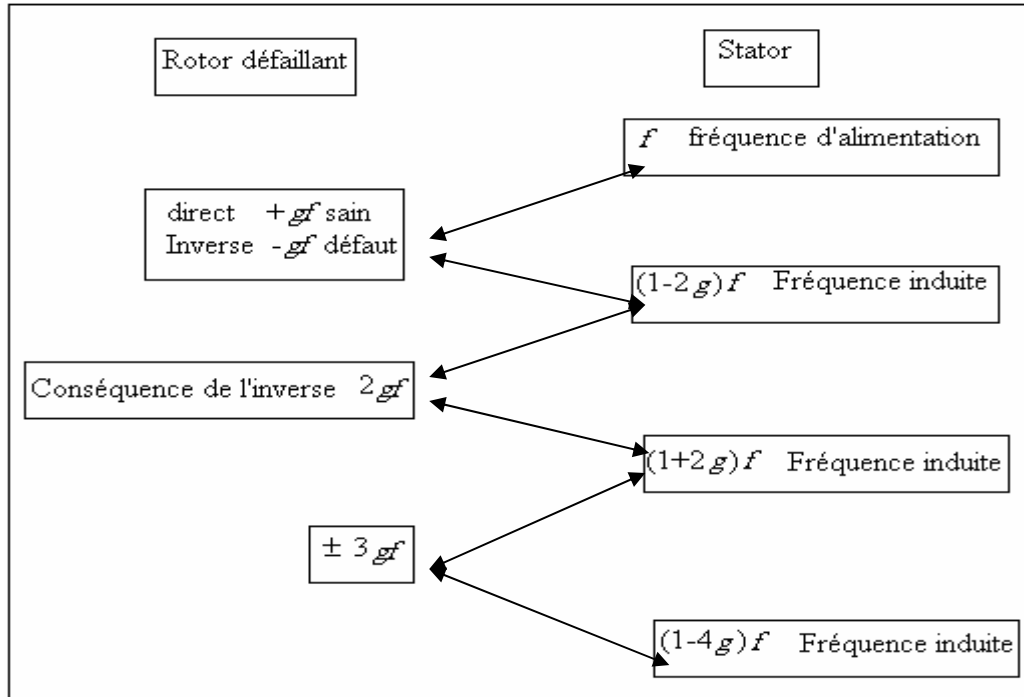 Rotor défaillant
Stator
f fréquence d'alimentation
direct + gf sain
Inverse - gf défaut
(1-2g)f Fréquence induite
Conséquence de l'inverse 2gf
(1+2g)f Fréquence induite
± 3gf
(1-4g)f Fréquence induite